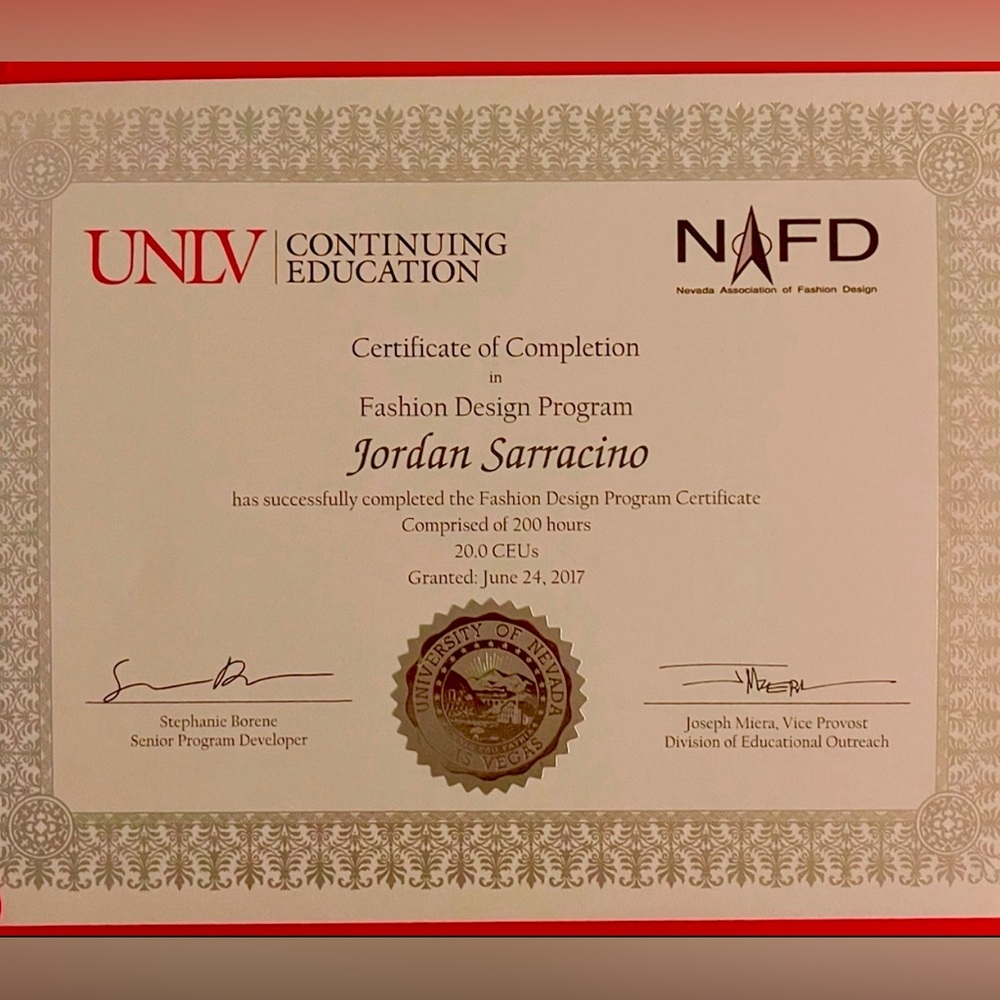 UNLV
CONTINUING
EDUCATION
NAFD
Nevada Association of Fashion Design
Certificate of Completion
in
Fashion Design Program
Jordan Sarracino
has successfully completed the Fashion Design Program Certificate
Comprised of 200 hours
20.0 CEUs
Granted: June 24, 2017
UNIVERSITY OF NEVADA
LAS VEGAS
Stephanie Borene
Senior Program Developer
Joseph Miera, Vice Provost
Division of Educational Outreach